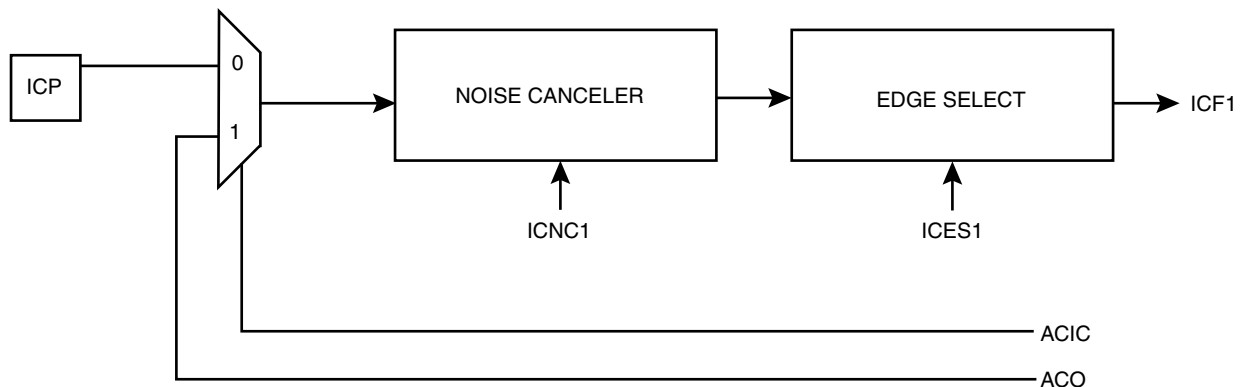 ICP
0
1
NOISE CANCELER
EDGE SELECT
ICF1
ICNC1
ICES1
ACIC
ACO